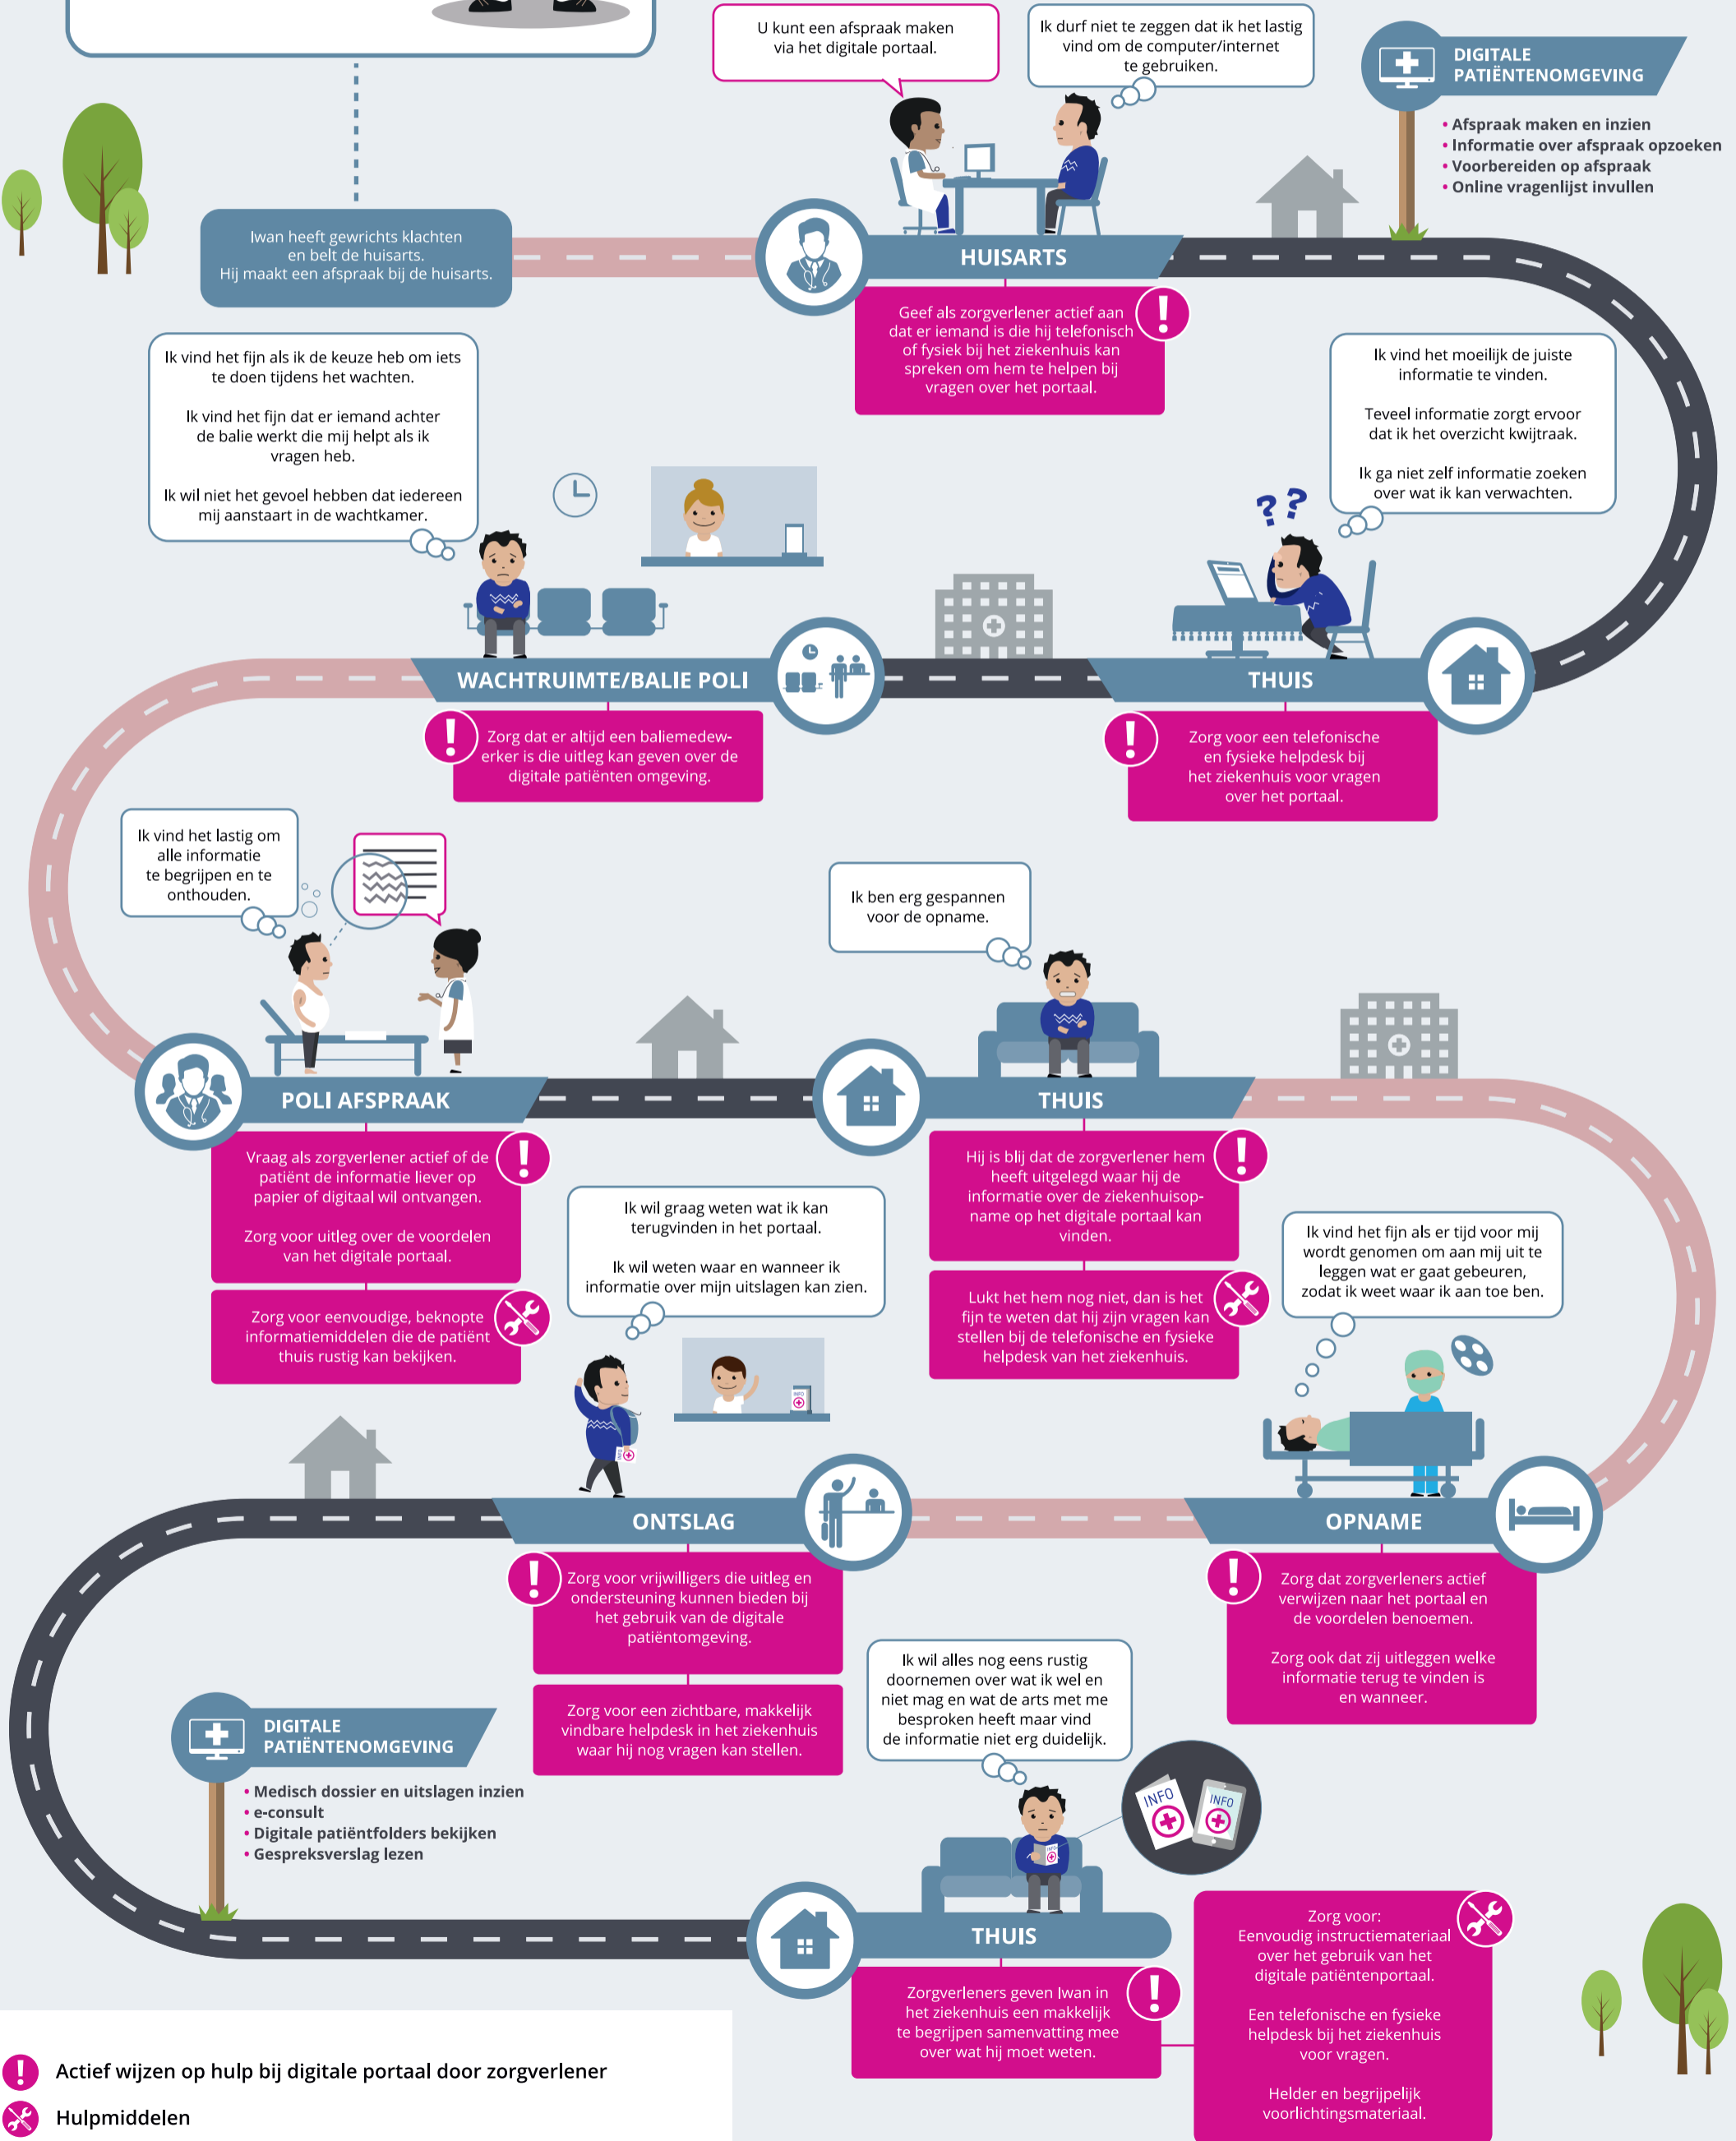 U kunt een afspraak maken
via het digitale portaal.
Ik durf niet te zeggen dat ik het lastig
vind om de computer/internet
te gebruiken.
DIGITALE
PATIËNTENOMGEVING
• Afspraak maken en inzien
• Informatie over afspraak opzoeken
• Voorbereiden op afspraak
• Online vragenlijst invullen
Iwan heeft gewrichts klachten
en belt de huisarts.
Hij maakt een afspraak bij de huisarts.
HUISARTS
Geef als zorgverlener actief aan
dat er iemand is die hij telefonisch
of fysiek bij het ziekenhuis kan
spreken om hem te helpen bij
vragen over het portaal.
Ik vind het moeilijk de juiste
informatie te vinden.
Teveel informatie zorgt ervoor
dat ik het overzicht kwijtraak.
Ik ga niet zelf informatie zoeken
over wat ik kan verwachten.
??
THUIS
Zorg voor een telefonische
en fysieke helpdesk bij
het ziekenhuis voor vragen
over het portaal.
Ik vind het fijn als ik de keuze heb om iets
te doen tijdens het wachten.
Ik vind het fijn dat er iemand achter
de balie werkt die mij helpt als ik
vragen heb.
Ik wil niet het gevoel hebben dat iedereen
mij aanstaart in de wachtkamer.
WACHTRUIMTE/BALIE POLI
Zorg dat er altijd een baliemedew-
erker is die uitleg kan geven over de
digitale patiënten omgeving.
Ik vind het lastig om
alle informatie
te begrijpen en te
onthouden.
POLI AFSPRAAK
Vraag als zorgverlener actief of de
patiënt de informatie liever op
papier of digitaal wil ontvangen.
Zorg voor uitleg over de voordelen
van het digitale portaal.
Zorg voor eenvoudige, beknopte
informatiemiddelen die de patiënt
thuis rustig kan bekijken.
Ik ben erg gespannen
voor de opname.
THUIS
Hij is blij dat de zorgverlener hem
heeft uitgelegd waar hij de
informatie over de ziekenhuisop-
name op het digitale portaal kan
vinden.
Lukt het hem nog niet, dan is het
fijn te weten dat hij zijn vragen kan
stellen bij de telefonische en fysieke
helpdesk van het ziekenhuis.
Ik vind het fijn als er tijd voor mij
wordt genomen om aan mij uit te
leggen wat er gaat gebeuren,
zodat ik weet waar ik aan toe ben.
OPNAME
Zorg dat zorgverleners actief
verwijzen naar het portaal en
de voordelen benoemen.
Zorg ook dat zij uitleggen welke
informatie terug te vinden is
en wanneer.
Ik wil graag weten wat ik kan
terugvinden in het portaal.
Ik wil weten waar en wanneer ik
informatie over mijn uitslagen kan zien.
INFO
ONTSLAG
Zorg voor vrijwilligers die uitleg en
ondersteuning kunnen bieden bij
het gebruik van de digitale
patiëntomgeving.
Zorg voor een zichtbare, makkelijk
vindbare helpdesk in het ziekenhuis
waar hij nog vragen kan stellen.
DIGITALE
PATIËNTENOMGEVING
• Medisch dossier en uitslagen inzien
• e-consult
• Digitale patiëntfolders bekijken
• Gespreksverslag lezen
Ik wil alles nog eens rustig
doornemen over wat ik wel en
niet mag en wat de arts met me
besproken heeft maar vind
de informatie niet erg duidelijk.
INFO
INFO
THUIS
Zorgverleners geven Iwan in
het ziekenhuis een makkelijk
te begrijpen samenvatting mee
over wat hij moet weten.
Zorg voor:
Eenvoudig instructiemateriaal
over het gebruik van het
digitale patiëntenportaal.
Een telefonische en fysieke
helpdesk bij het ziekenhuis
voor vragen.
Helder en begrijpelijk
voorlichtingsmateriaal.
Actief wijzen op hulp bij digitale portaal door zorgverlener
Hulpmiddelen